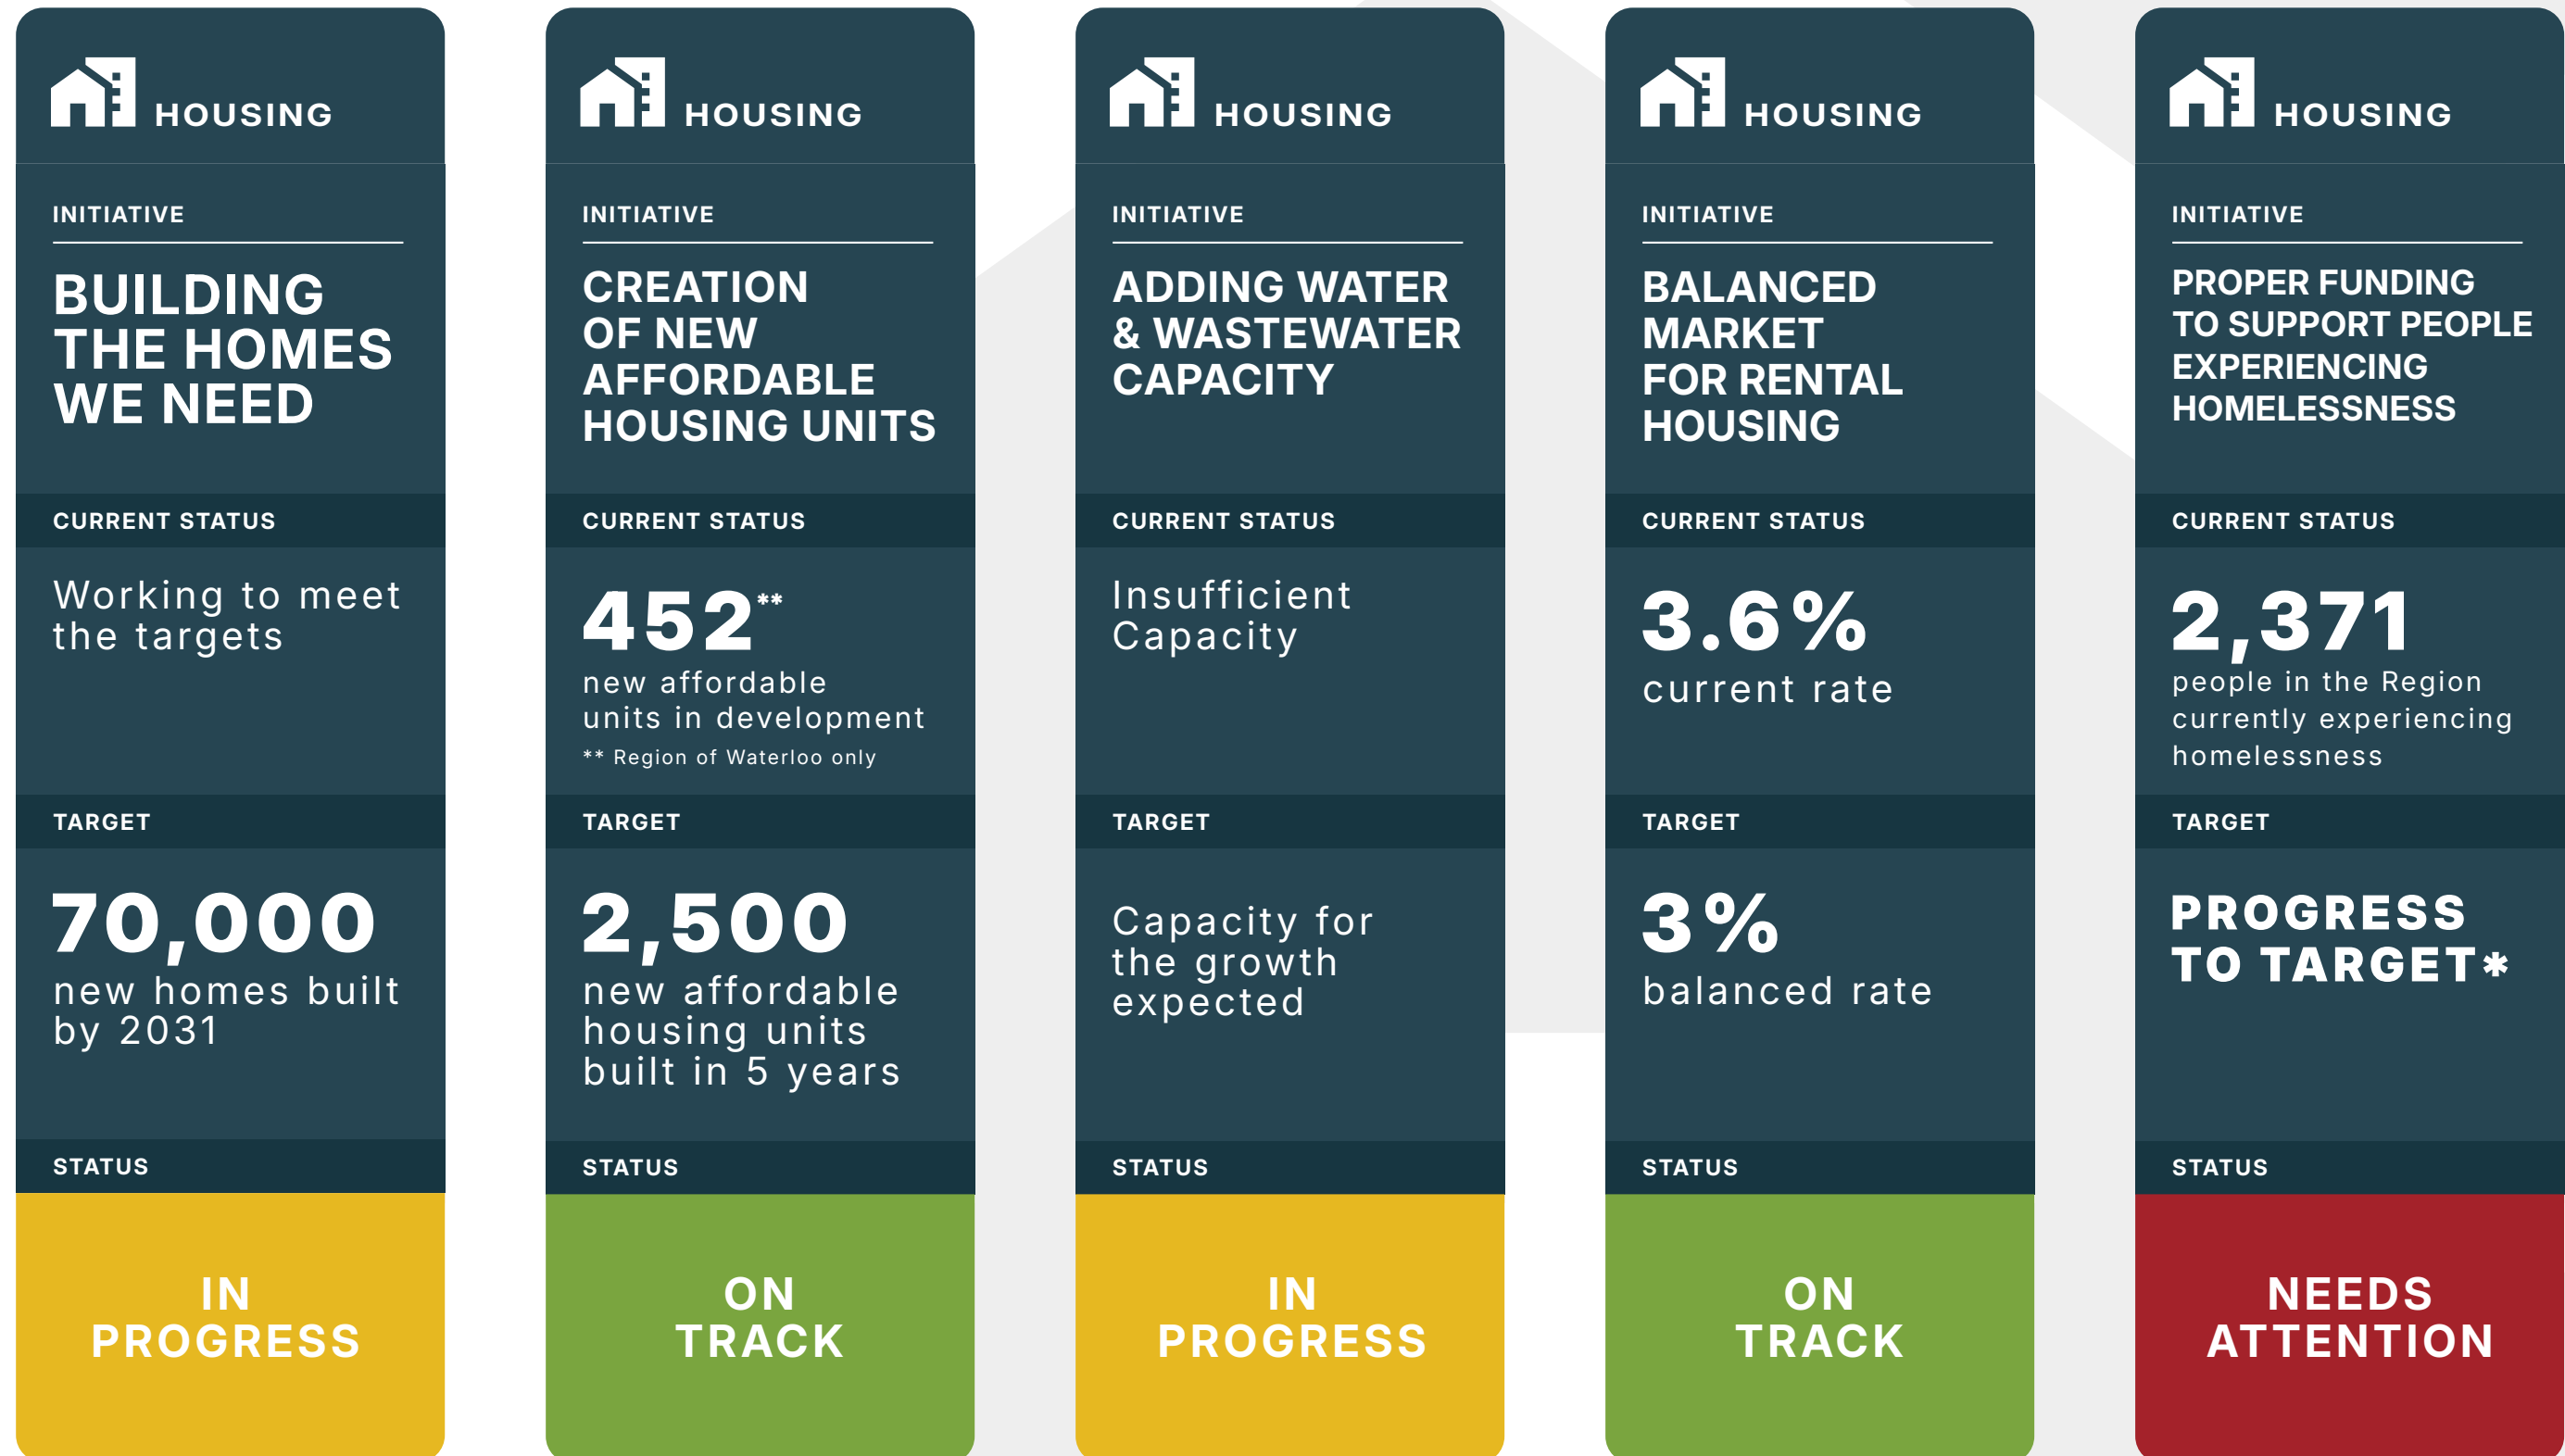 HOUSING
INITIATIVE
BUILDING
THE HOMES
WE NEED
CURRENT STATUS
Working to meet
the targets
TARGET
70,000
new homes built
by 2031
STATUS
IN
PROGRESS
HOUSING
INITIATIVE
CREATION
OF NEW
AFFORDABLE
HOUSING UNITS
CURRENT STATUS
452**
new affordable
units in development
** Region of Waterloo only
TARGET
2,500
new affordable
housing units
built in 5 years
STATUS
ON
TRACK
HOUSING
INITIATIVE
ADDING WATER
& WASTEWATER
CAPACITY
CURRENT STATUS
Insufficient
Capacity
TARGET
Capacity for
the growth
expected
STATUS
IN
PROGRESS
HOUSING
INITIATIVE
BALANCED
MARKET
FOR RENTAL
HOUSING
CURRENT STATUS
3.6%
current rate
TARGET
3%
balanced rate
STATUS
ON
TRACK
HOUSING
INITIATIVE
PROPER FUNDING
TO SUPPORT PEOPLE
EXPERIENCING
HOMELESSNESS
CURRENT STATUS
2,371
people in the Region
currently experiencing
homelessness
TARGET
PROGRESS
TO TARGET*
STATUS
NEEDS
ATTENTION